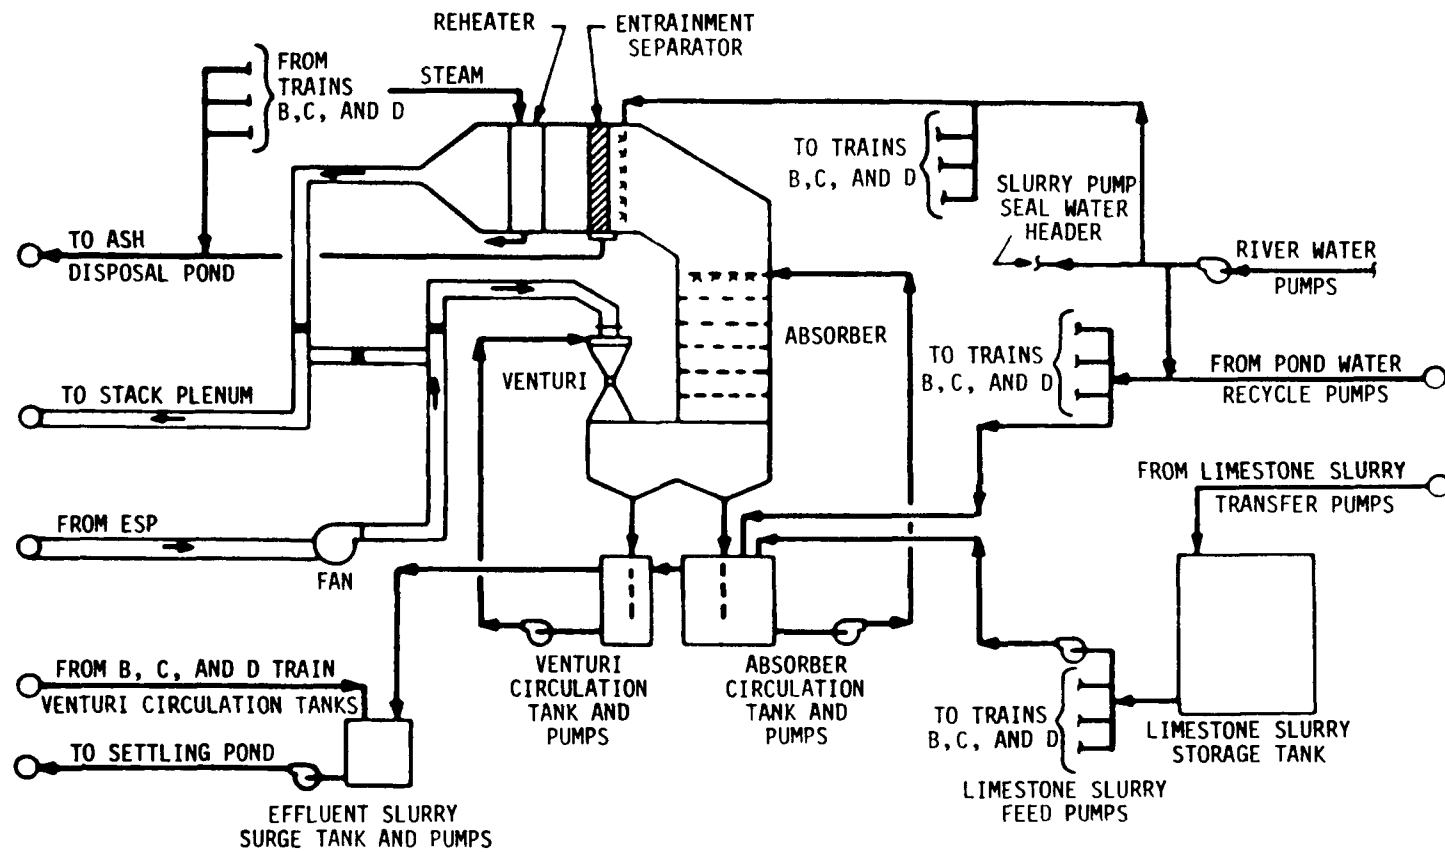 REHEATER
ENTRAINMENT
SEPARATOR
FROM
TRAINS
B,C, AND D
STEAM
TO TRAINS
B,C, AND D
SLURRY PUMP
SEAL WATER
HEADER
TO ASH
DISPOSAL POND
RIVER WATER
PUMPS
ABSORBER
VENTURI
TO TRAINS
B,C, AND D
FROM POND WATER
RECYCLE PUMPS
TO STACK PLENUM
FROM LIMESTONE SLURRY
TRANSFER PUMPS
FROM ESP
FAN
FROM B, C, AND D TRAIN
VENTURI CIRCULATION TANKS
VENTURI
CIRCULATION
TANK AND
PUMPS
ABSORBER
CIRCULATION
TANK AND
PUMPS
TO TRAINS
B,C, AND D
LIMESTONE SLURRY
STORAGE TANK
TO SETTLING POND
LIMESTONE SLURRY
FEED PUMPS
EFFLUENT SLURRY
SURGE TANK AND PUMPS